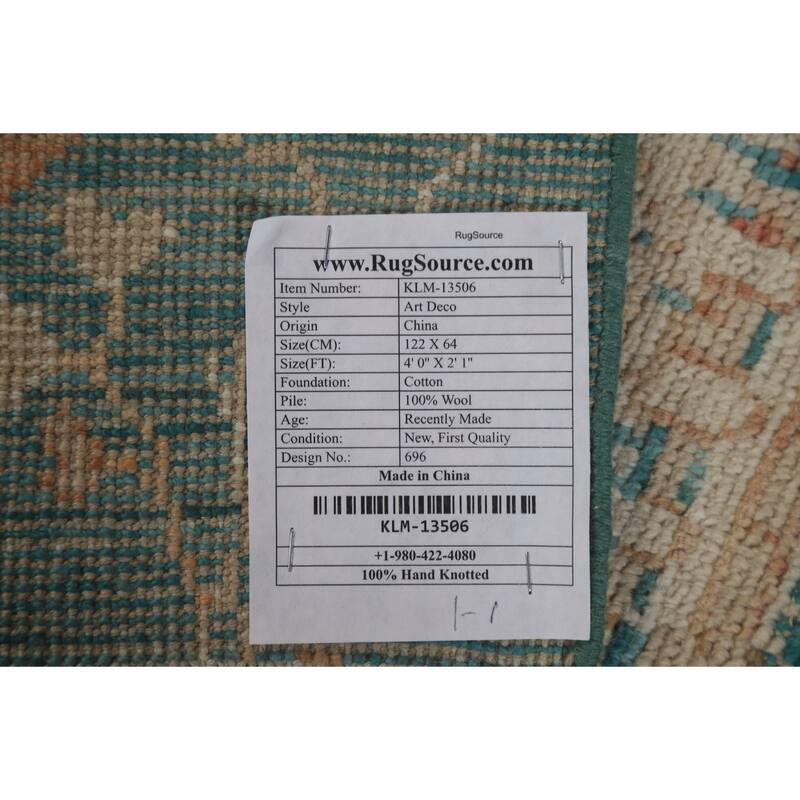 RugSource
www.RugSource.com
Item Number: KLM-13506
Style Art Deco
Origin China
Size(CM): 122 X 64
Size(FT): 4' 0" X 2' 1"
Foundation: Cotton
Pile: 100% Wool
Age: Recently Made
Condition: New, First Quality
Design No.: 696
Made in China
KLM-13506
+1-980-422-4080
100% Hand Knotted
1-1